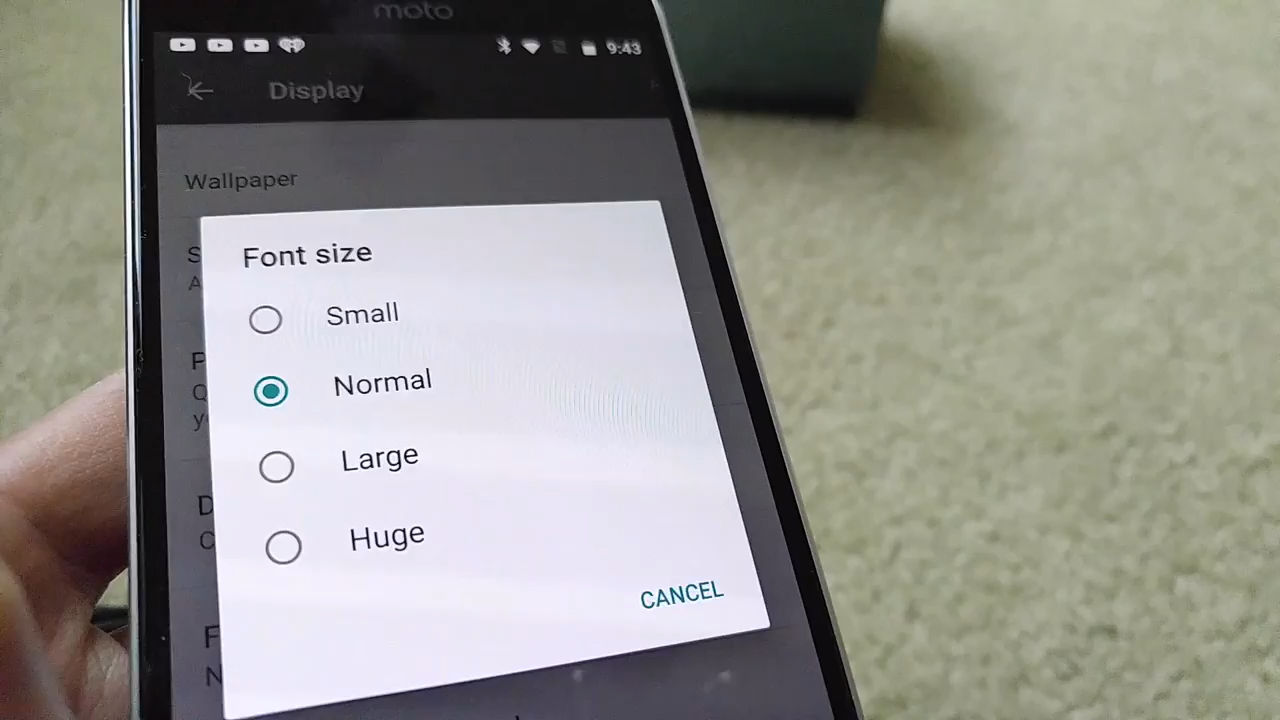 moto
9:43
Display
Wallpaper
Font size
Small
Normal
Large
Huge
CANCEL